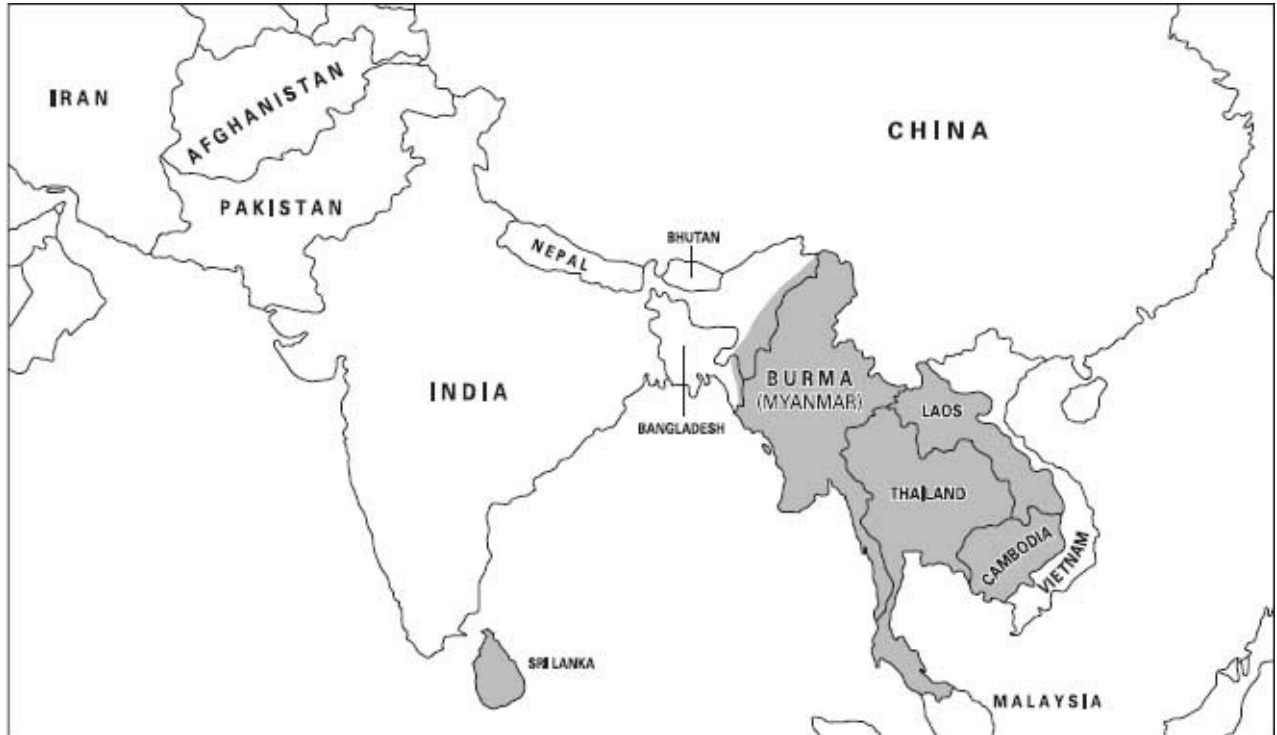 IRAN
AFGHANISTAN
CHINA
PAKISTAN
BHUTAN
NEPAL
INDIA
BURMA
(MYANMAR)
BANGLADESH
LAOS
THAILAND
CAMBODIA
VIETNAM
SRI LANKA
MALAYSIA